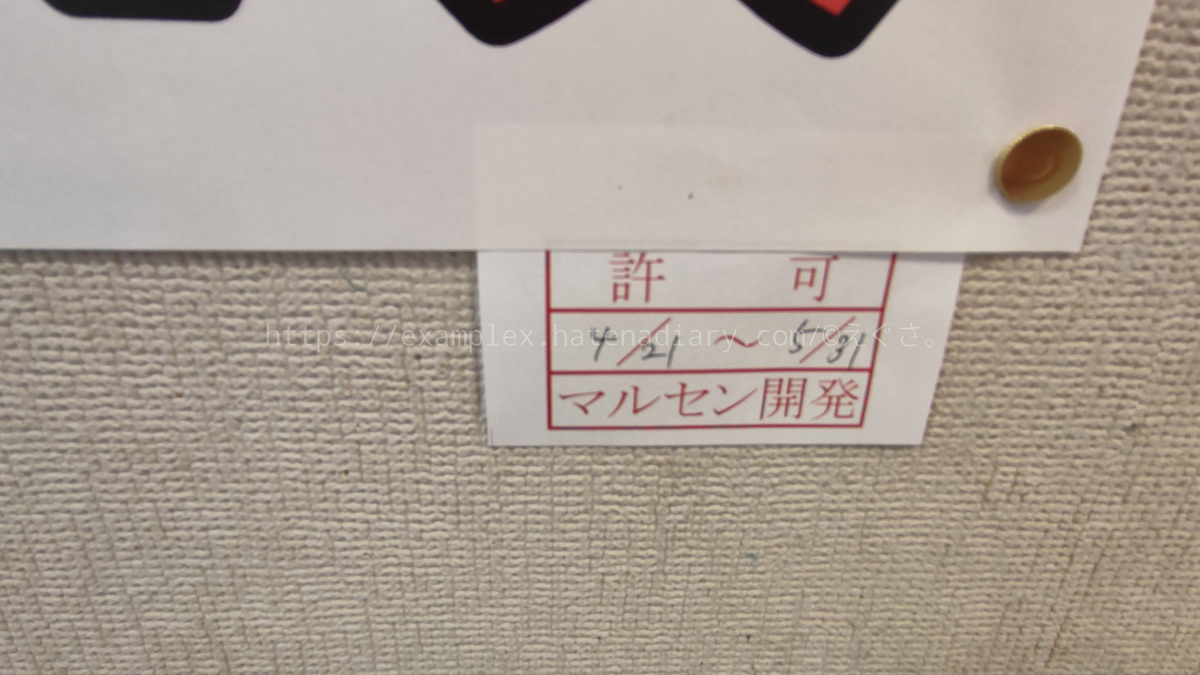 許可
4/21 ～ 5/31
https://examplex.hatenadiary.com/©えぐさ。
マルセン開発